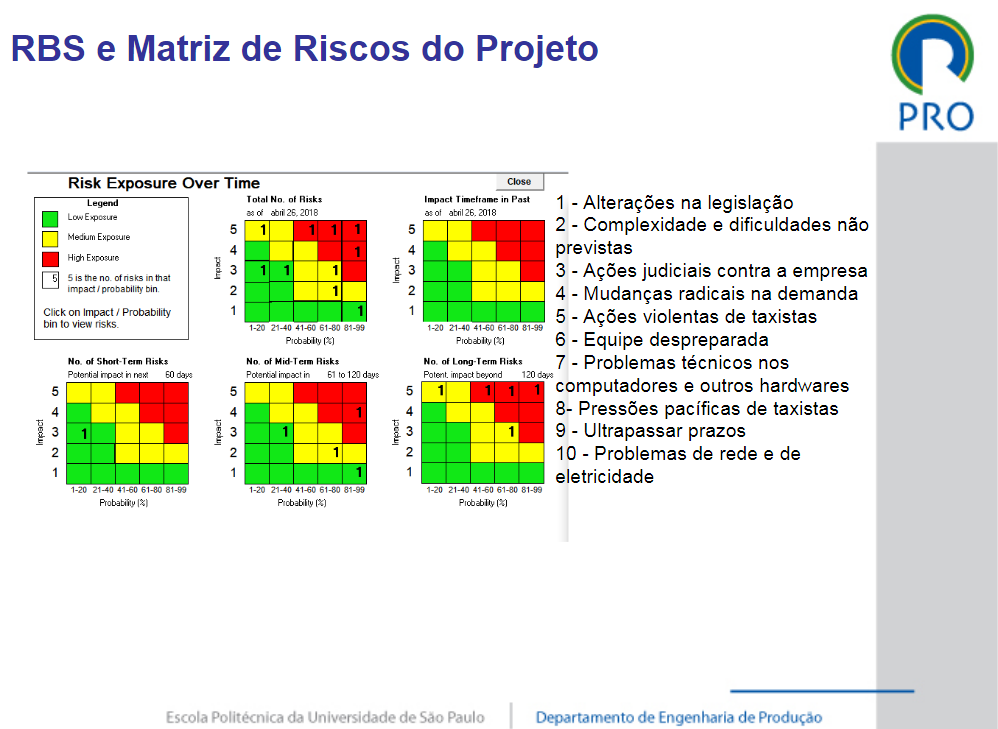 RBS e Matriz de Riscos do Projeto
PRO
Risk Exposure Over Time
Close
Legend
Low Exposure
Medium Exposure
High Exposure
5
5 is the no. of risks in that
impact / probability bin.
Click on Impact / Probability
bin to view risks.
Total No. of Risks
as of abril 26, 2018
Impact
5 1 1 1 1
4 1
3 1 1 1
2 1
1 1
1-20 21-40 41-60 61-80 81-99
Probability (%)
Impact Timeframe in Past
as of abril 26, 2018
Impact
5
4
3
2
1
1-20 21-40 41-60 61-80 81-99
Probability (%)
No. of Short-Term Risks
Potential impact in next 60 days
Impact
5
4
3 1
2
1
1-20 21-40 41-60 61-80 81-99
Probability (%)
No. of Mid-Term Risks
Potential impact in 61 to 120 days
Impact
5
4 1
3 1
2 1
1 1
1-20 21-40 41-60 61-80 81-99
Probability (%)
No. of Long-Term Risks
Potent. impact beyond 120 days
Impact
5 1 1 1 1
4
3 1
2
1
1-20 21-40 41-60 61-80 81-99
Probability (%)
1 - Alterações na legislação
2 - Complexidade e dificuldades não
previstas
3 - Ações judiciais contra a empresa
4 - Mudanças radicais na demanda
5 - Ações violentas de taxistas
6 - Equipe despreparada
7 - Problemas técnicos nos
computadores e outros hardwares
8- Pressões pacíficas de taxistas
9 - Ultrapassar prazos
10 - Problemas de rede e de
eletricidade
Escola Politécnica da Universidade de São Paulo
Departamento de Engenharia de Produção